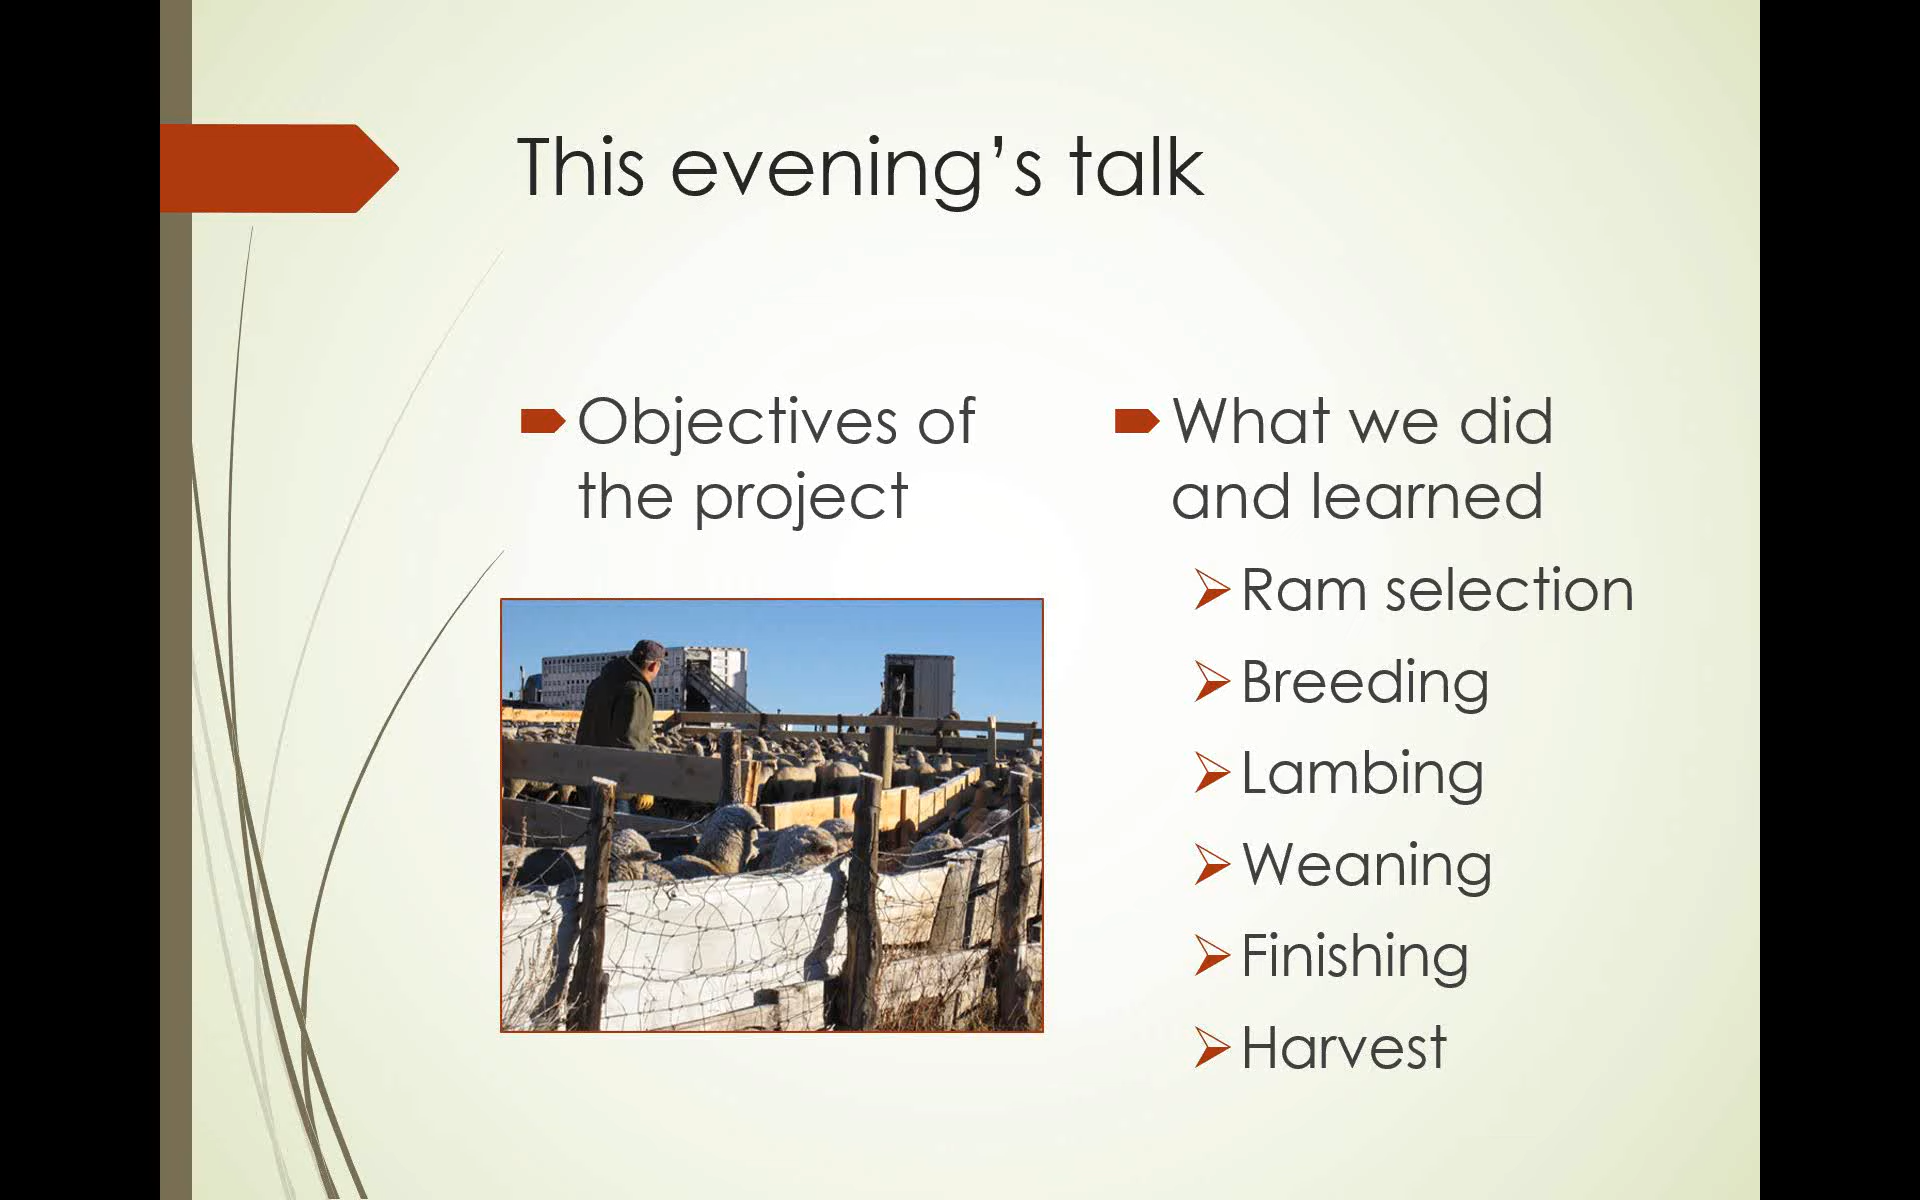 This evening’s talk
Objectives of
the project
What we did
and learned
Ram selection
Breeding
Lambing
Weaning
Finishing
Harvest